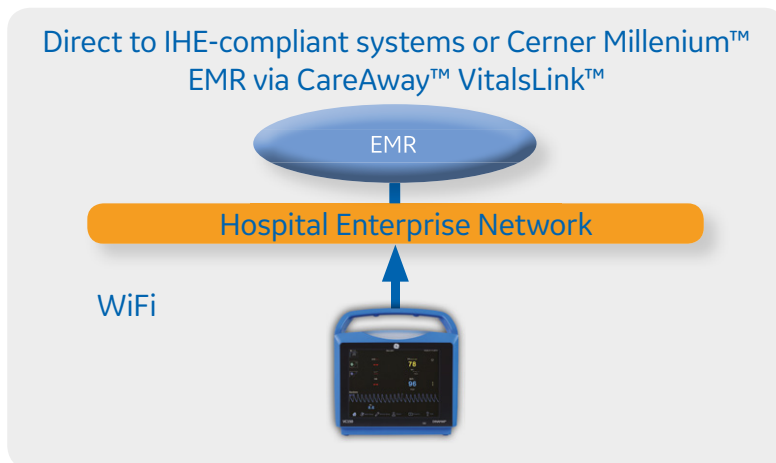 Direct to IHE-compliant systems or Cerner Millenium™
EMR via CareAway™ VitalsLink™
EMR
Hospital Enterprise Network
WiFi
78
96